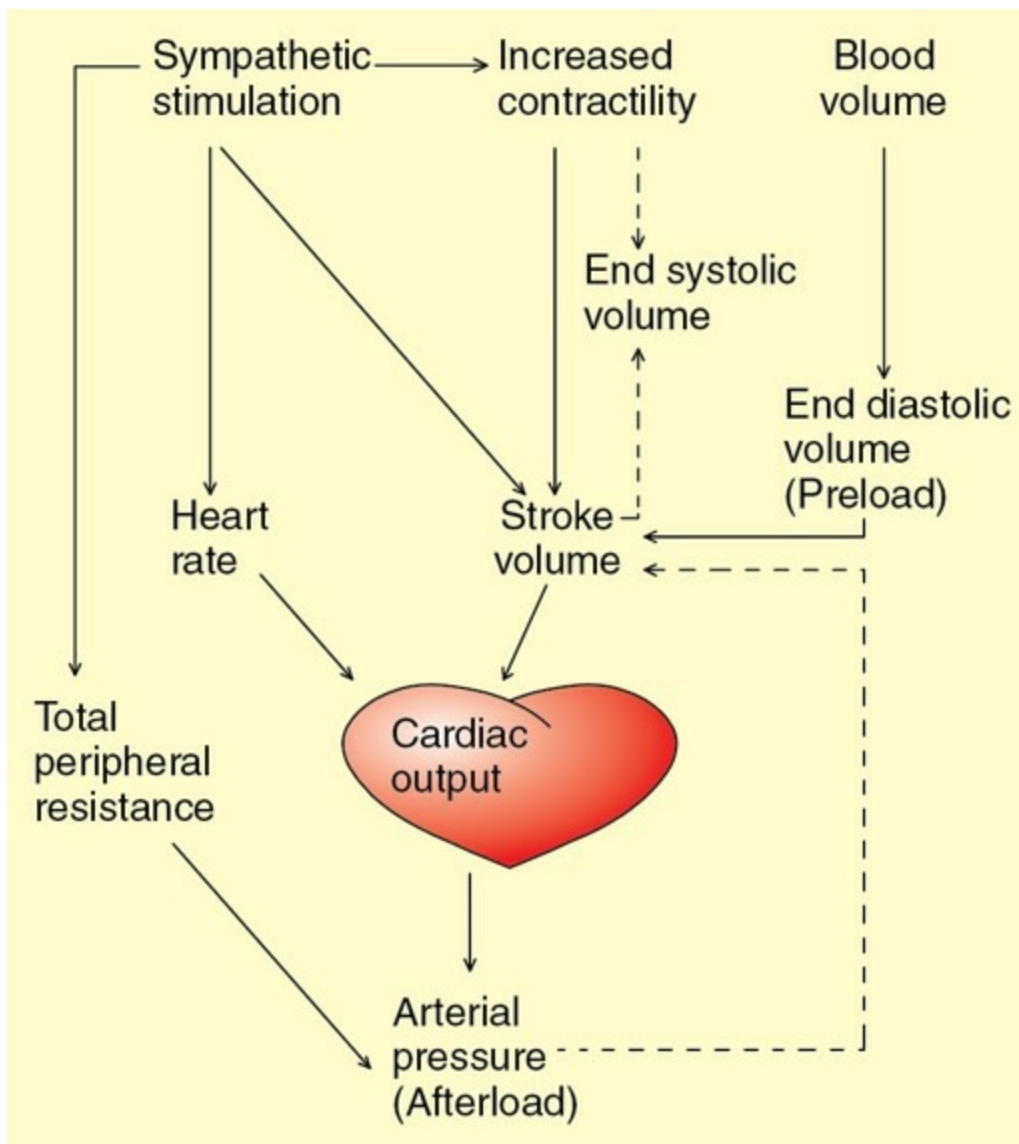 Sympathetic
stimulation
Increased
contractility
Blood
volume
End systolic
volume
End diastolic
volume
(Preload)
Heart
rate
Stroke
volume
Total
peripheral
resistance
Cardiac
output
Arterial
pressure
(Afterload)